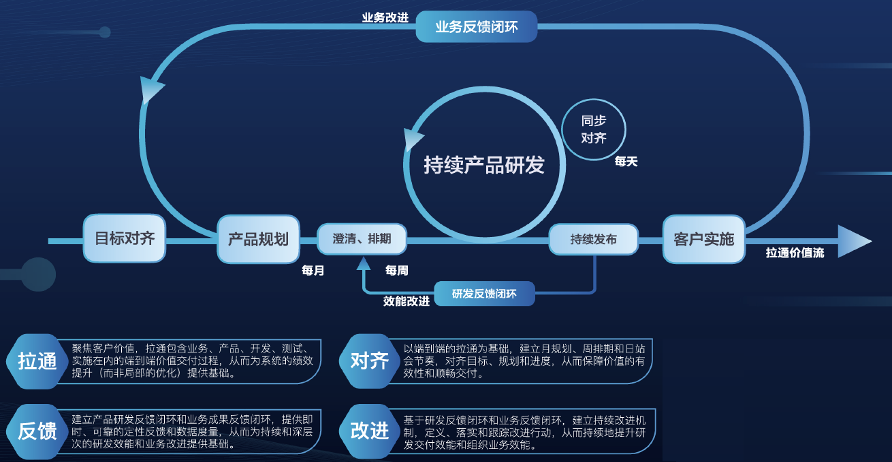 业务改进
业务反馈闭环
同步
对齐
每天
持续产品研发
目标对齐
产品规划
澄清、排期
持续发布
客户实施
拉通价值流
每月
每周
效能改进
研发反馈闭环
拉通
聚焦客户价值，拉通包含业务、产品、开发、测试、
实施在内的端到端价值交付过程，从而为系统的绩效
提升（而非局部的优化）提供基础。
对齐
以端到端的拉通为基础，建立月规划、周排期和日站
会节奏，对齐目标、规划和进度，从而保障价值的有
效性和顺畅交付。
反馈
建立产品研发反馈闭环和业务成果反馈闭环，提供即
时、可靠的定性反馈和数据度量，从而为持续和深层
次的研发效能和业务改进提供基础。
改进
基于研发反馈闭环和业务反馈闭环，建立持续改进机
制，定义、落实和跟踪改进行动，从而持续地提升研
发交付效能和组织业务效能。